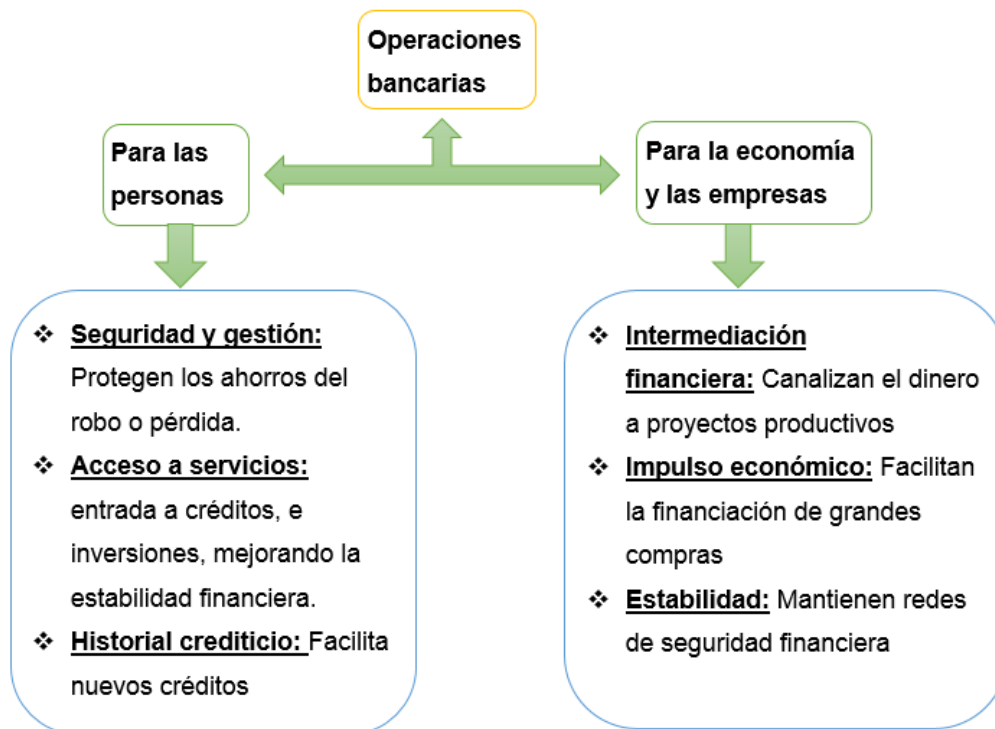 Operaciones
bancarias
Para las
personas
Para la economía
y las empresas
❖ Seguridad y gestión:
Protegen los ahorros del
robo o pérdida.
❖ Acceso a servicios:
entrada a créditos, e
inversiones, mejorando la
estabilidad financiera.
❖ Historial crediticio: Facilita
nuevos créditos
❖ Intermediación
financiera: Canalizan el dinero
a proyectos productivos
❖ Impulso económico: Facilitan
la financiación de grandes
compras
❖ Estabilidad: Mantienen redes
de seguridad financiera